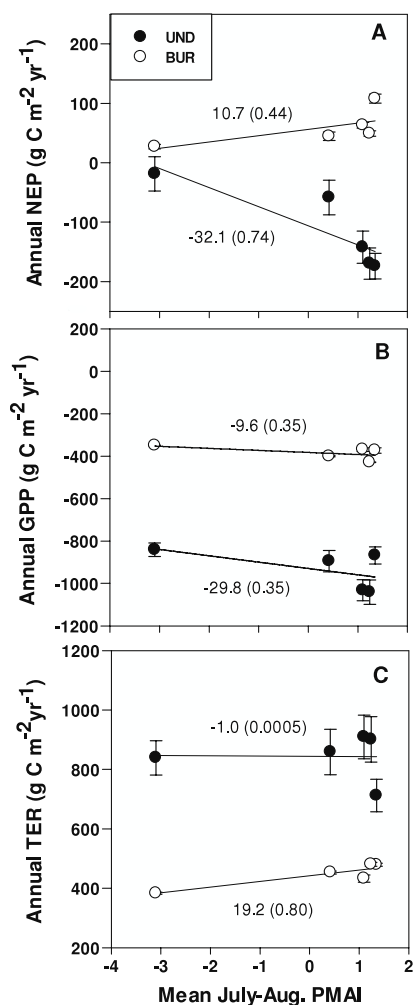 UND
BUR
A
200
100
0
-100
-200
Annual NEP (g C m-2 yr-1)
10.7 (0.44)
-32.1 (0.74)
B
200
0
-200
-400
-600
-800
-1000
-1200
Annual GPP (g C m-2 yr-1)
-9.6 (0.35)
-29.8 (0.35)
C
1200
1000
800
600
400
200
Annual TER (g C m-2yr-1)
-1.0 (0.0005)
19.2 (0.80)
-4 -3 -2 -1 0 1 2
Mean July-Aug. PMAI